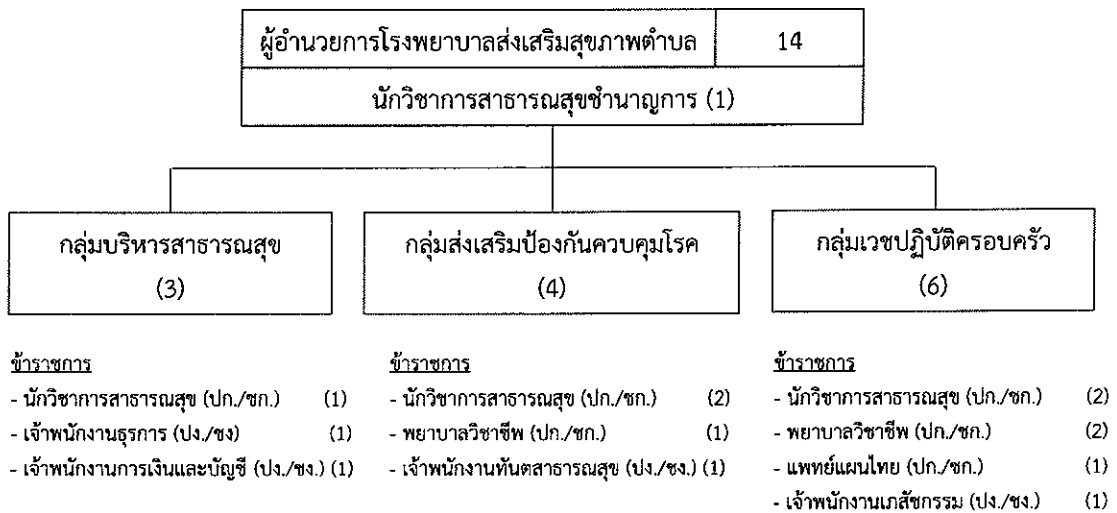 ผู้อำนวยการโรงพยาบาลส่งเสริมสุขภาพตำบล 14
นักวิชาการสาธารณสุขชำนาญการ (1)
กลุ่มบริหารสาธารณสุข
(3)
กลุ่มส่งเสริมป้องกันควบคุมโรค
(4)
กลุ่มเวชปฏิบัติครอบครัว
(6)
ข้าราชการ
- นักวิชาการสาธารณสุข (ปก./ชก.) (1)
- เจ้าพนักงานธุรการ (ปง./ชง) (1)
- เจ้าพนักงานการเงินและบัญชี (ปง./ชง.) (1)
ข้าราชการ
- นักวิชาการสาธารณสุข (ปก./ชก.) (2)
- พยาบาลวิชาชีพ (ปก./ชก.) (1)
- เจ้าพนักงานทันตสาธารณสุข (ปง./ชง.) (1)
ข้าราชการ
- นักวิชาการสาธารณสุข (ปก./ชก.) (2)
- พยาบาลวิชาชีพ (ปก./ชก.) (2)
- แพทย์แผนไทย (ปก./ชก.) (1)
- เจ้าพนักงานเภสัชกรรม (ปง./ชง.) (1)